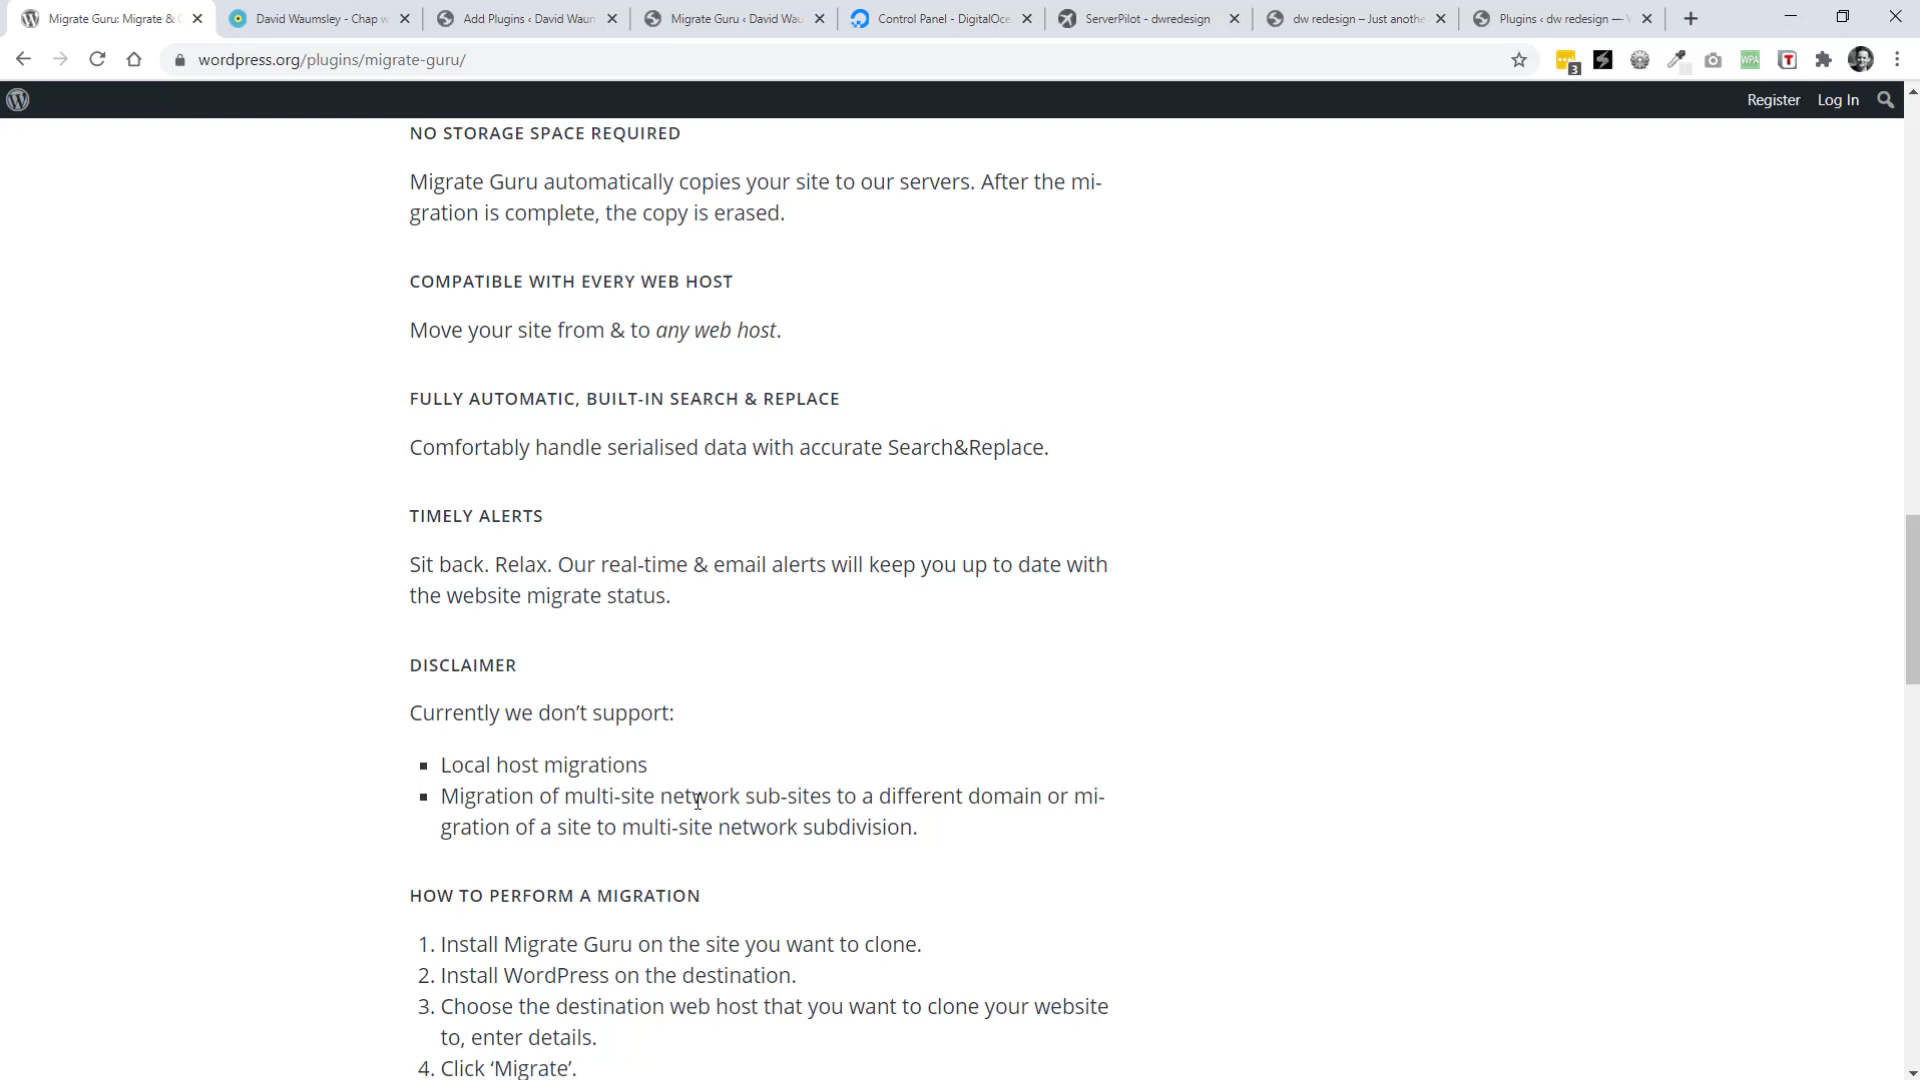 Migrate Guru: Migrate & C
David Waumsley - Chap w
Add Plugins ‹ David Waum
Migrate Guru ‹ David Wau
Control Panel - DigitalOce
ServerPilot - dwredesign
dw redesign – Just anothe
Plugins ‹ dw redesign —
wordpress.org/plugins/migrate-guru/
3
WPA
T
Register
Log In
NO STORAGE SPACE REQUIRED
Migrate Guru automatically copies your site to our servers. After the mi-
gration is complete, the copy is erased.
COMPATIBLE WITH EVERY WEB HOST
Move your site from & to any web host.
FULLY AUTOMATIC, BUILT-IN SEARCH & REPLACE
Comfortably handle serialised data with accurate Search&Replace.
TIMELY ALERTS
Sit back. Relax. Our real-time & email alerts will keep you up to date with
the website migrate status.
DISCLAIMER
Currently we don’t support:
Local host migrations
Migration of multi-site network sub-sites to a different domain or mi-
gration of a site to multi-site network subdivision.
HOW TO PERFORM A MIGRATION
1. Install Migrate Guru on the site you want to clone.
2. Install WordPress on the destination.
3. Choose the destination web host that you want to clone your website
to, enter details.
4. Click ‘Migrate’.